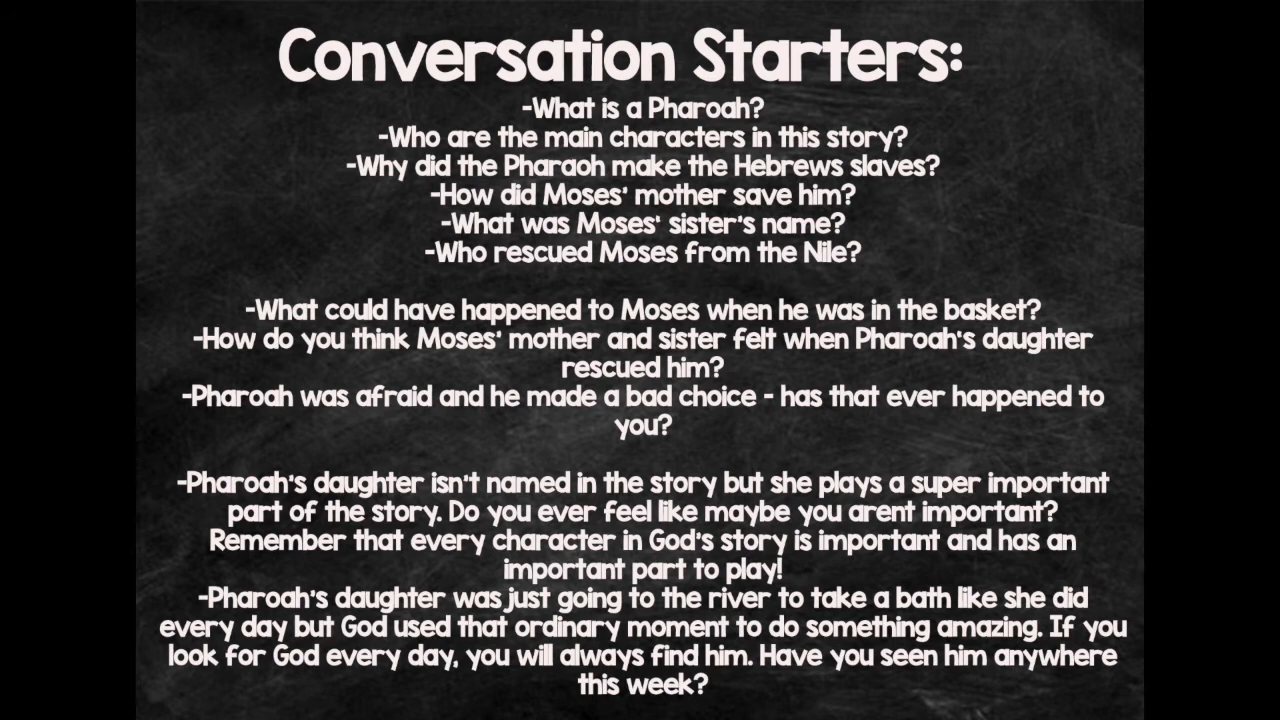 Conversation Starters:
-What is a Pharoah?
-Who are the main characters in this story?
-Why did the Pharaoh make the Hebrews slaves?
-How did Moses' mother save him?
-What was Moses' sister's name?
-Who rescued Moses from the Nile?
-What could have happened to Moses when he was in the basket?
-How do you think Moses' mother and sister felt when Pharoah's daughter
rescued him?
-Pharoah was afraid and he made a bad choice - has that ever happened to
you?
-Pharoah's daughter isn't named in the story but she plays a super important
part of the story. Do you ever feel like maybe you arent important?
Remember that every character in God's story is important and has an
important part to play!
-Pharoah's daughter was just going to the river to take a bath like she did
every day but God used that ordinary moment to do something amazing. If you
look for God every day, you will always find him. Have you seen him anywhere
this week?